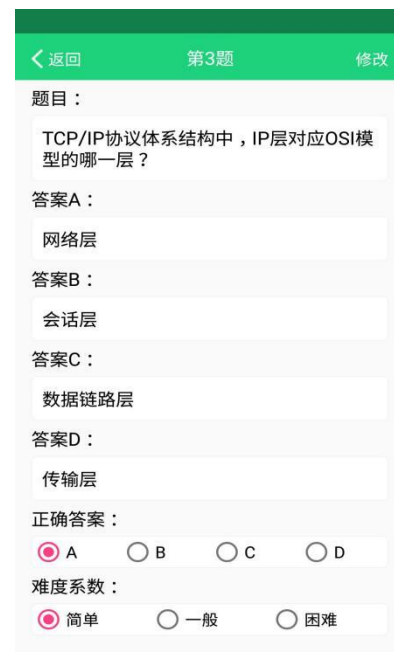 返回 第3题 修改
题目：
TCP/IP协议体系结构中，IP层对应OSI模
型的哪一层？
答案A：
网络层
答案B：
会话层
答案C：
数据链路层
答案D：
传输层
正确答案：
A B C D
难度系数：
简单 一般 困难